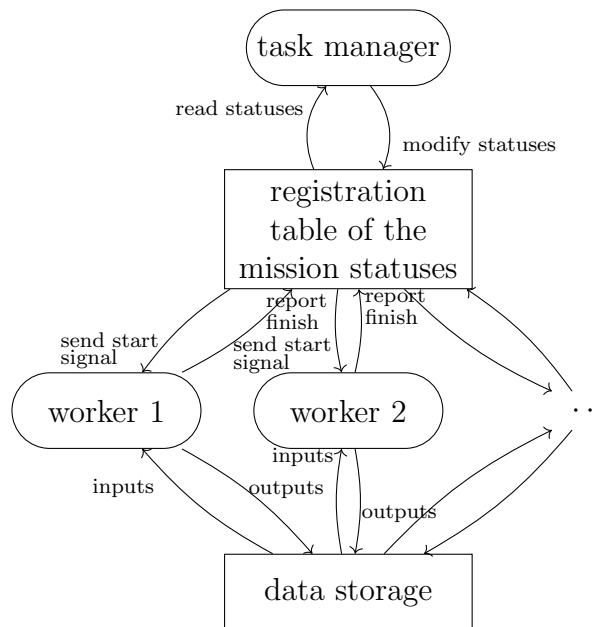 task manager
read statuses
modify statuses
registration
table of the
mission statuses
report
finish
report
finish
send start
signal
send start
signal
worker 1
worker 2
..
inputs
inputs
outputs
outputs
data storage